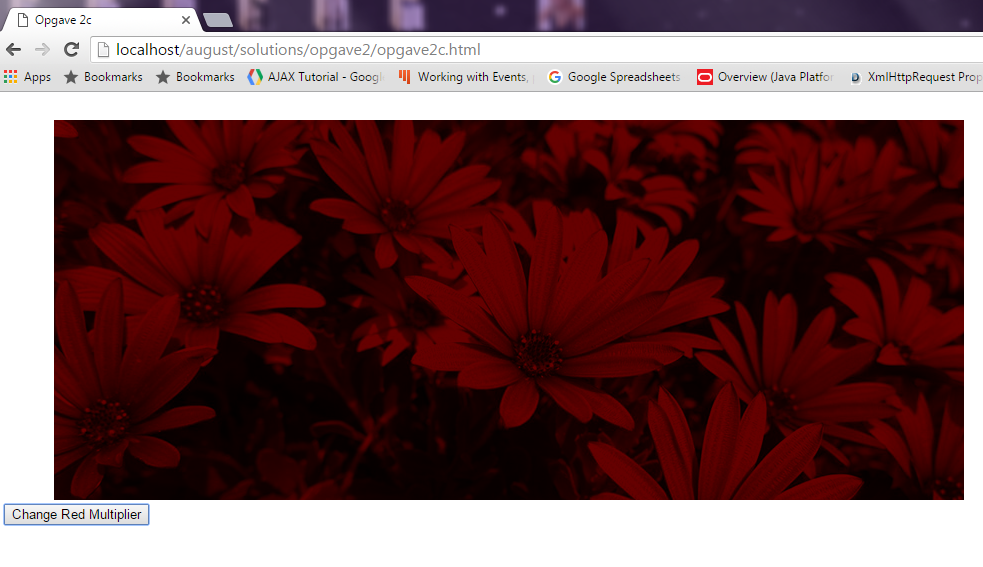 Opgave 2c
localhost/august/solutions/opgave2/opgave2c.html
Apps Bookmarks Bookmarks AJAX Tutorial - Googl Working with Events, Google Spreadsheets Overview (Java Platfor XmlHttpRequest Prop
Change Red Multiplier